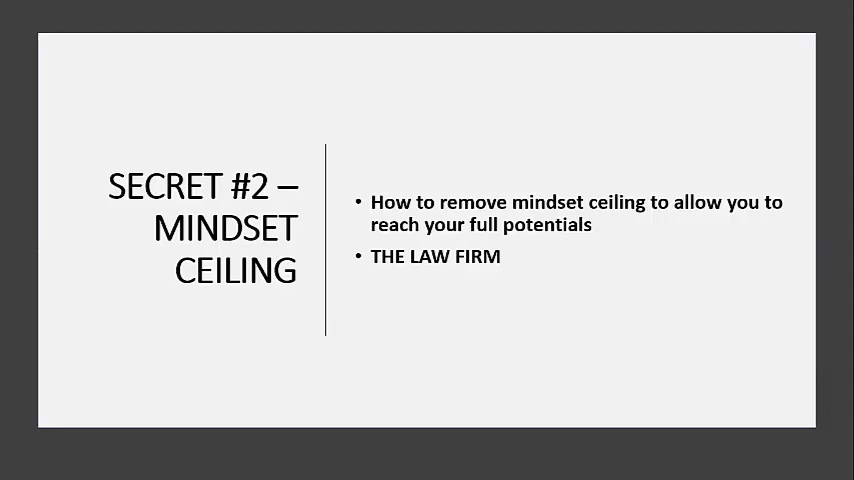 SECRET #2 –
MINDSET
CEILING
• How to remove mindset ceiling to allow you to
reach your full potentials
• THE LAW FIRM